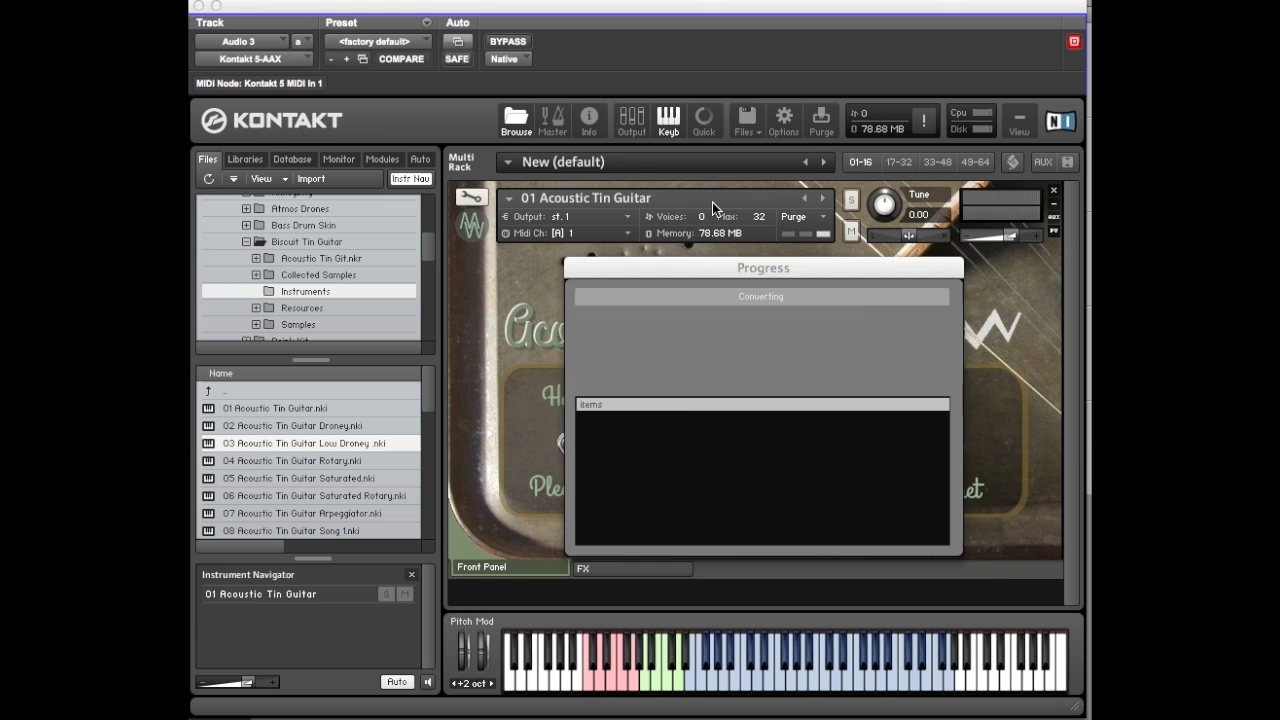 Track Preset Auto
Audio 3 a <factory default> BYPASS
Kontakt 5-AAX - + COMPARE SAFE Native
MIDI Node: Kontakt 5 MIDI In 1
KONTAKT Browse Master Info Output Keyb Quick Files Options Purge 0 78.68 MB ! Cpu Disk View NI
Files Libraries Database Monitor Modules Auto
View Import Instr Nav
Multi Rack New (default) 01-16 17-32 33-48 49-64 AUX
Atmos Drones
Bass Drum Skin
Biscuit Tin Guitar
Acoustic Tin Git.nkr
Collected Samples
Instruments
Resources
Samples
01 Acoustic Tin Guitar
Output: st.1 Voices: 0 Max: 32 Purge
Midi Ch: [A] 1 Memory: 78.68 MB
S
M
Tune
0.00
AUX
PV
Progress
Converting
items
Aco
Ple
et
Name
..
01 Acoustic Tin Guitar.nki
02 Acoustic Tin Guitar Droney.nki
03 Acoustic Tin Guitar Low Droney .nki
04 Acoustic Tin Guitar Rotary.nki
05 Acoustic Tin Guitar Saturated.nki
06 Acoustic Tin Guitar Saturated Rotary.nki
07 Acoustic Tin Guitar Arpeggiator.nki
08 Acoustic Tin Guitar Song 1.nki
Front Panel FX
Instrument Navigator
01 Acoustic Tin Guitar S M
Auto
Pitch Mod
+2 oct